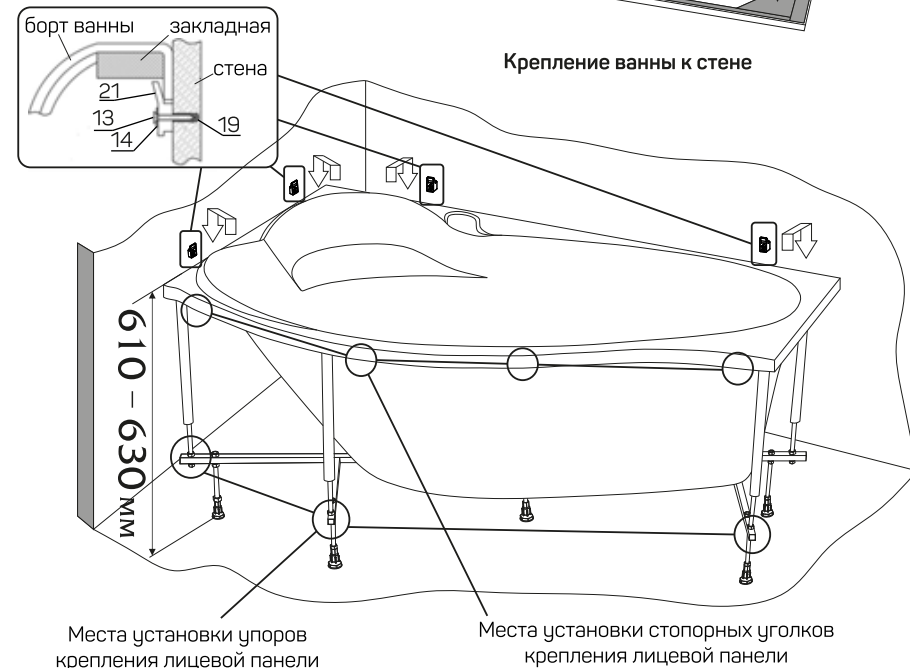 борт ванны закладная
стена
21
13
14
19
Крепление ванны к стене
610 – 630 мм
Места установки упоров
крепления лицевой панели
Места установки стопорных уголков
крепления лицевой панели